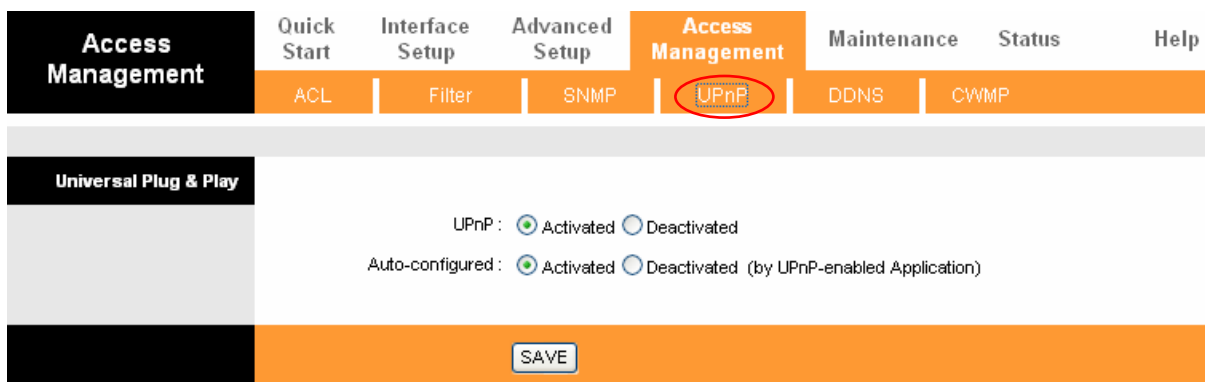 Access Management
Quick Start
Interface Setup
Advanced Setup
Access Management
Maintenance
Status
Help
ACL
Filter
SNMP
UPnP
DDNS
CWMP
Universal Plug & Play
UPnP : Activated Deactivated
Auto-configured : Activated Deactivated (by UPnP-enabled Application)
SAVE